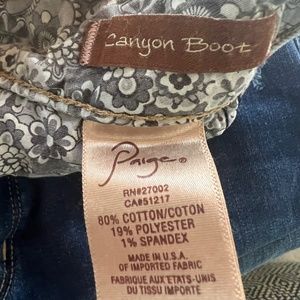 Canyon Boot
Paige®
RN#27002
CA#51217
80% COTTON/COTON
19% POLYESTER
1% SPANDEX
MADE IN U.S.A.
OF IMPORTED FABRIC
FABRIQUE AUX ETATS-UNIS
DU TISSU IMPORTE